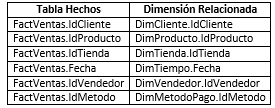 Tabla Hechos Dimensión Relacionada
FactVentas.IdCliente DimCliente.IdCliente
FactVentas.IdProducto DimProducto.IdProducto
FactVentas.IdTienda DimTienda.IdTienda
FactVentas.Fecha DimTiempo.Fecha
FactVentas.IdVendedor DimVendedor.IdVendedor
FactVentas.IdMetodo DimMetodoPago.IdMetodo